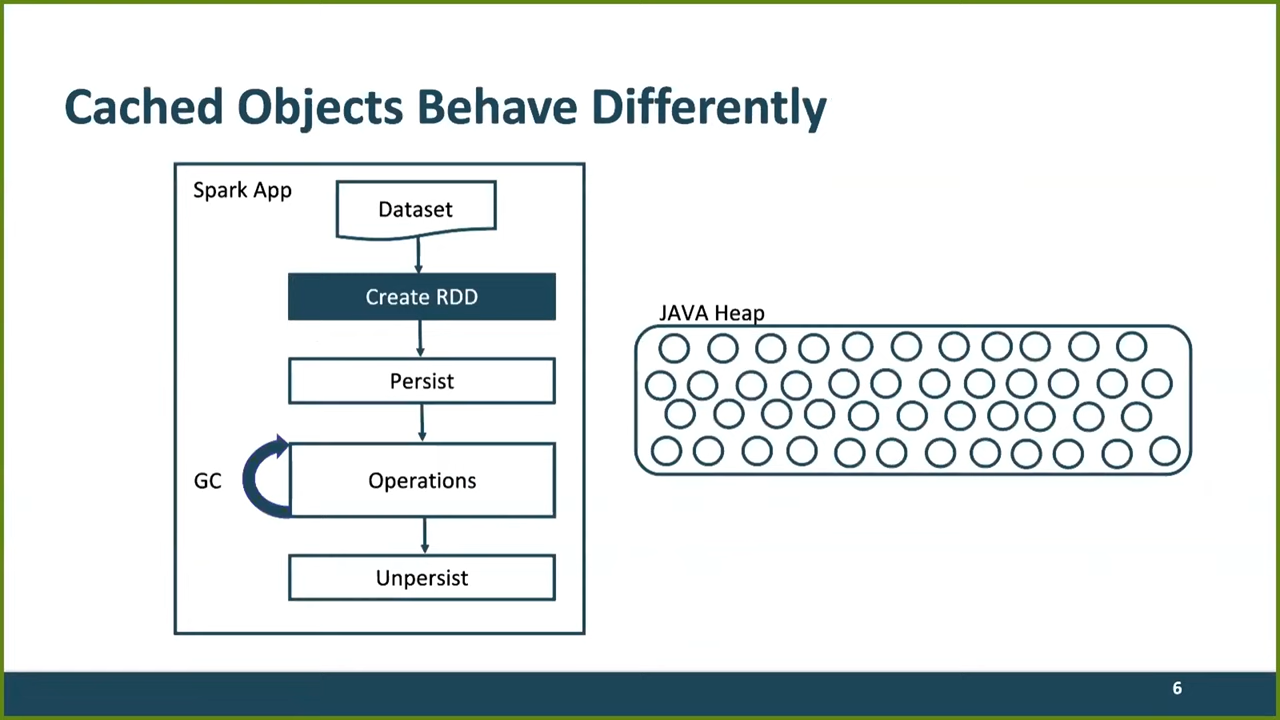 Cached Objects Behave Differently
Spark App
Dataset
Create RDD
Persist
GC
Operations
Unpersist
JAVA Heap
6